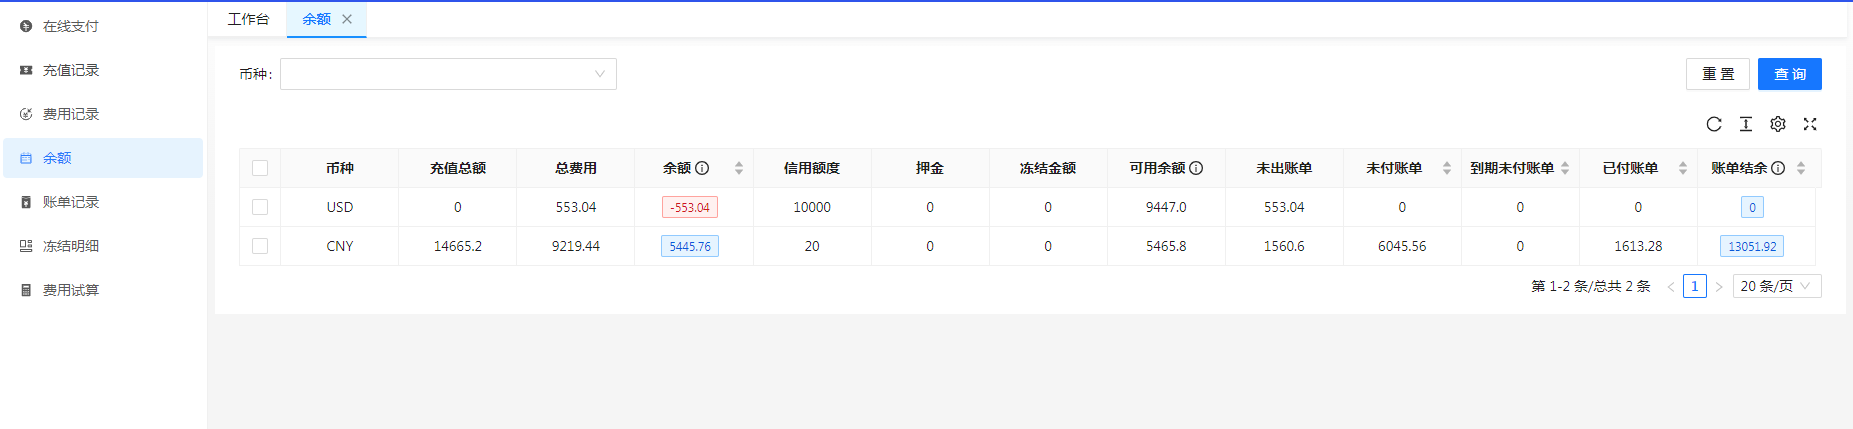 在线支付
充值记录
费用记录
余额
账单记录
冻结明细
费用试算
工作台 余额
币种: 重 置 查 询
币种 充值总额 总费用 余额 信用额度 押金 冻结金额 可用余额 未出账单 未付账单 到期未付账单 已付账单 账单结余
USD 0 553.04 -553.04 10000 0 0 9447.0 553.04 0 0 0 0
CNY 14665.2 9219.44 5445.76 20 0 0 5465.8 1560.6 6045.56 0 1613.28 13051.92
第 1-2 条/总共 2 条 < 1 > 20 条/页